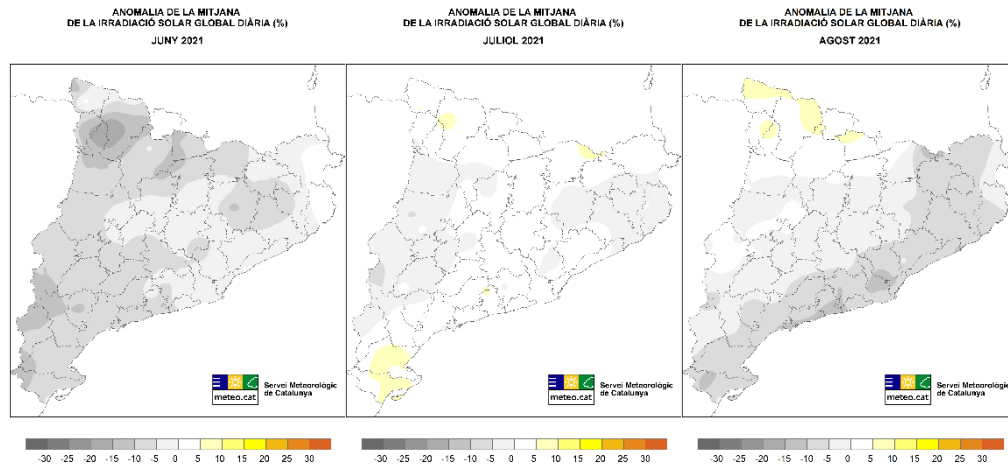 ANOMALIA DE LA MITJANA
DE LA IRRADIACIÓ SOLAR GLOBAL DIÀRIA (%)
JUNY 2021
meteo.cat
Servei Meteorològic
de Catalunya
-30 -25 -20 -15 -10 -5 0 5 10 15 20 25 30
ANOMALIA DE LA MITJANA
DE LA IRRADIACIÓ SOLAR GLOBAL DIÀRIA (%)
JULIOL 2021
meteo.cat
Servei Meteorològic
de Catalunya
-30 -25 -20 -15 -10 -5 0 5 10 15 20 25 30
ANOMALIA DE LA MITJANA
DE LA IRRADIACIÓ SOLAR GLOBAL DIÀRIA (%)
AGOST 2021
meteo.cat
Servei Meteorològic
de Catalunya
-30 -25 -20 -15 -10 -5 0 5 10 15 20 25 30